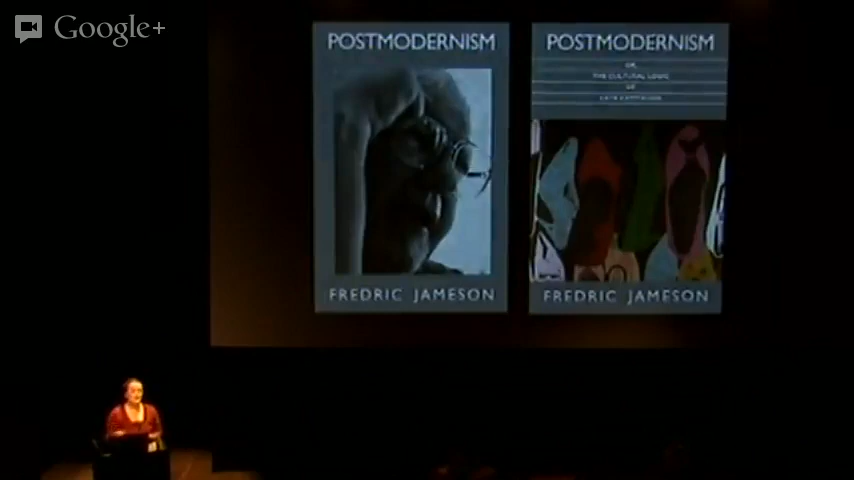 Google+
POSTMODERNISM
FREDRIC JAMESON
POSTMODERNISM
OR,
THE CULTURAL LOGIC
OF
LATE CAPITALISM
FREDRIC JAMESON